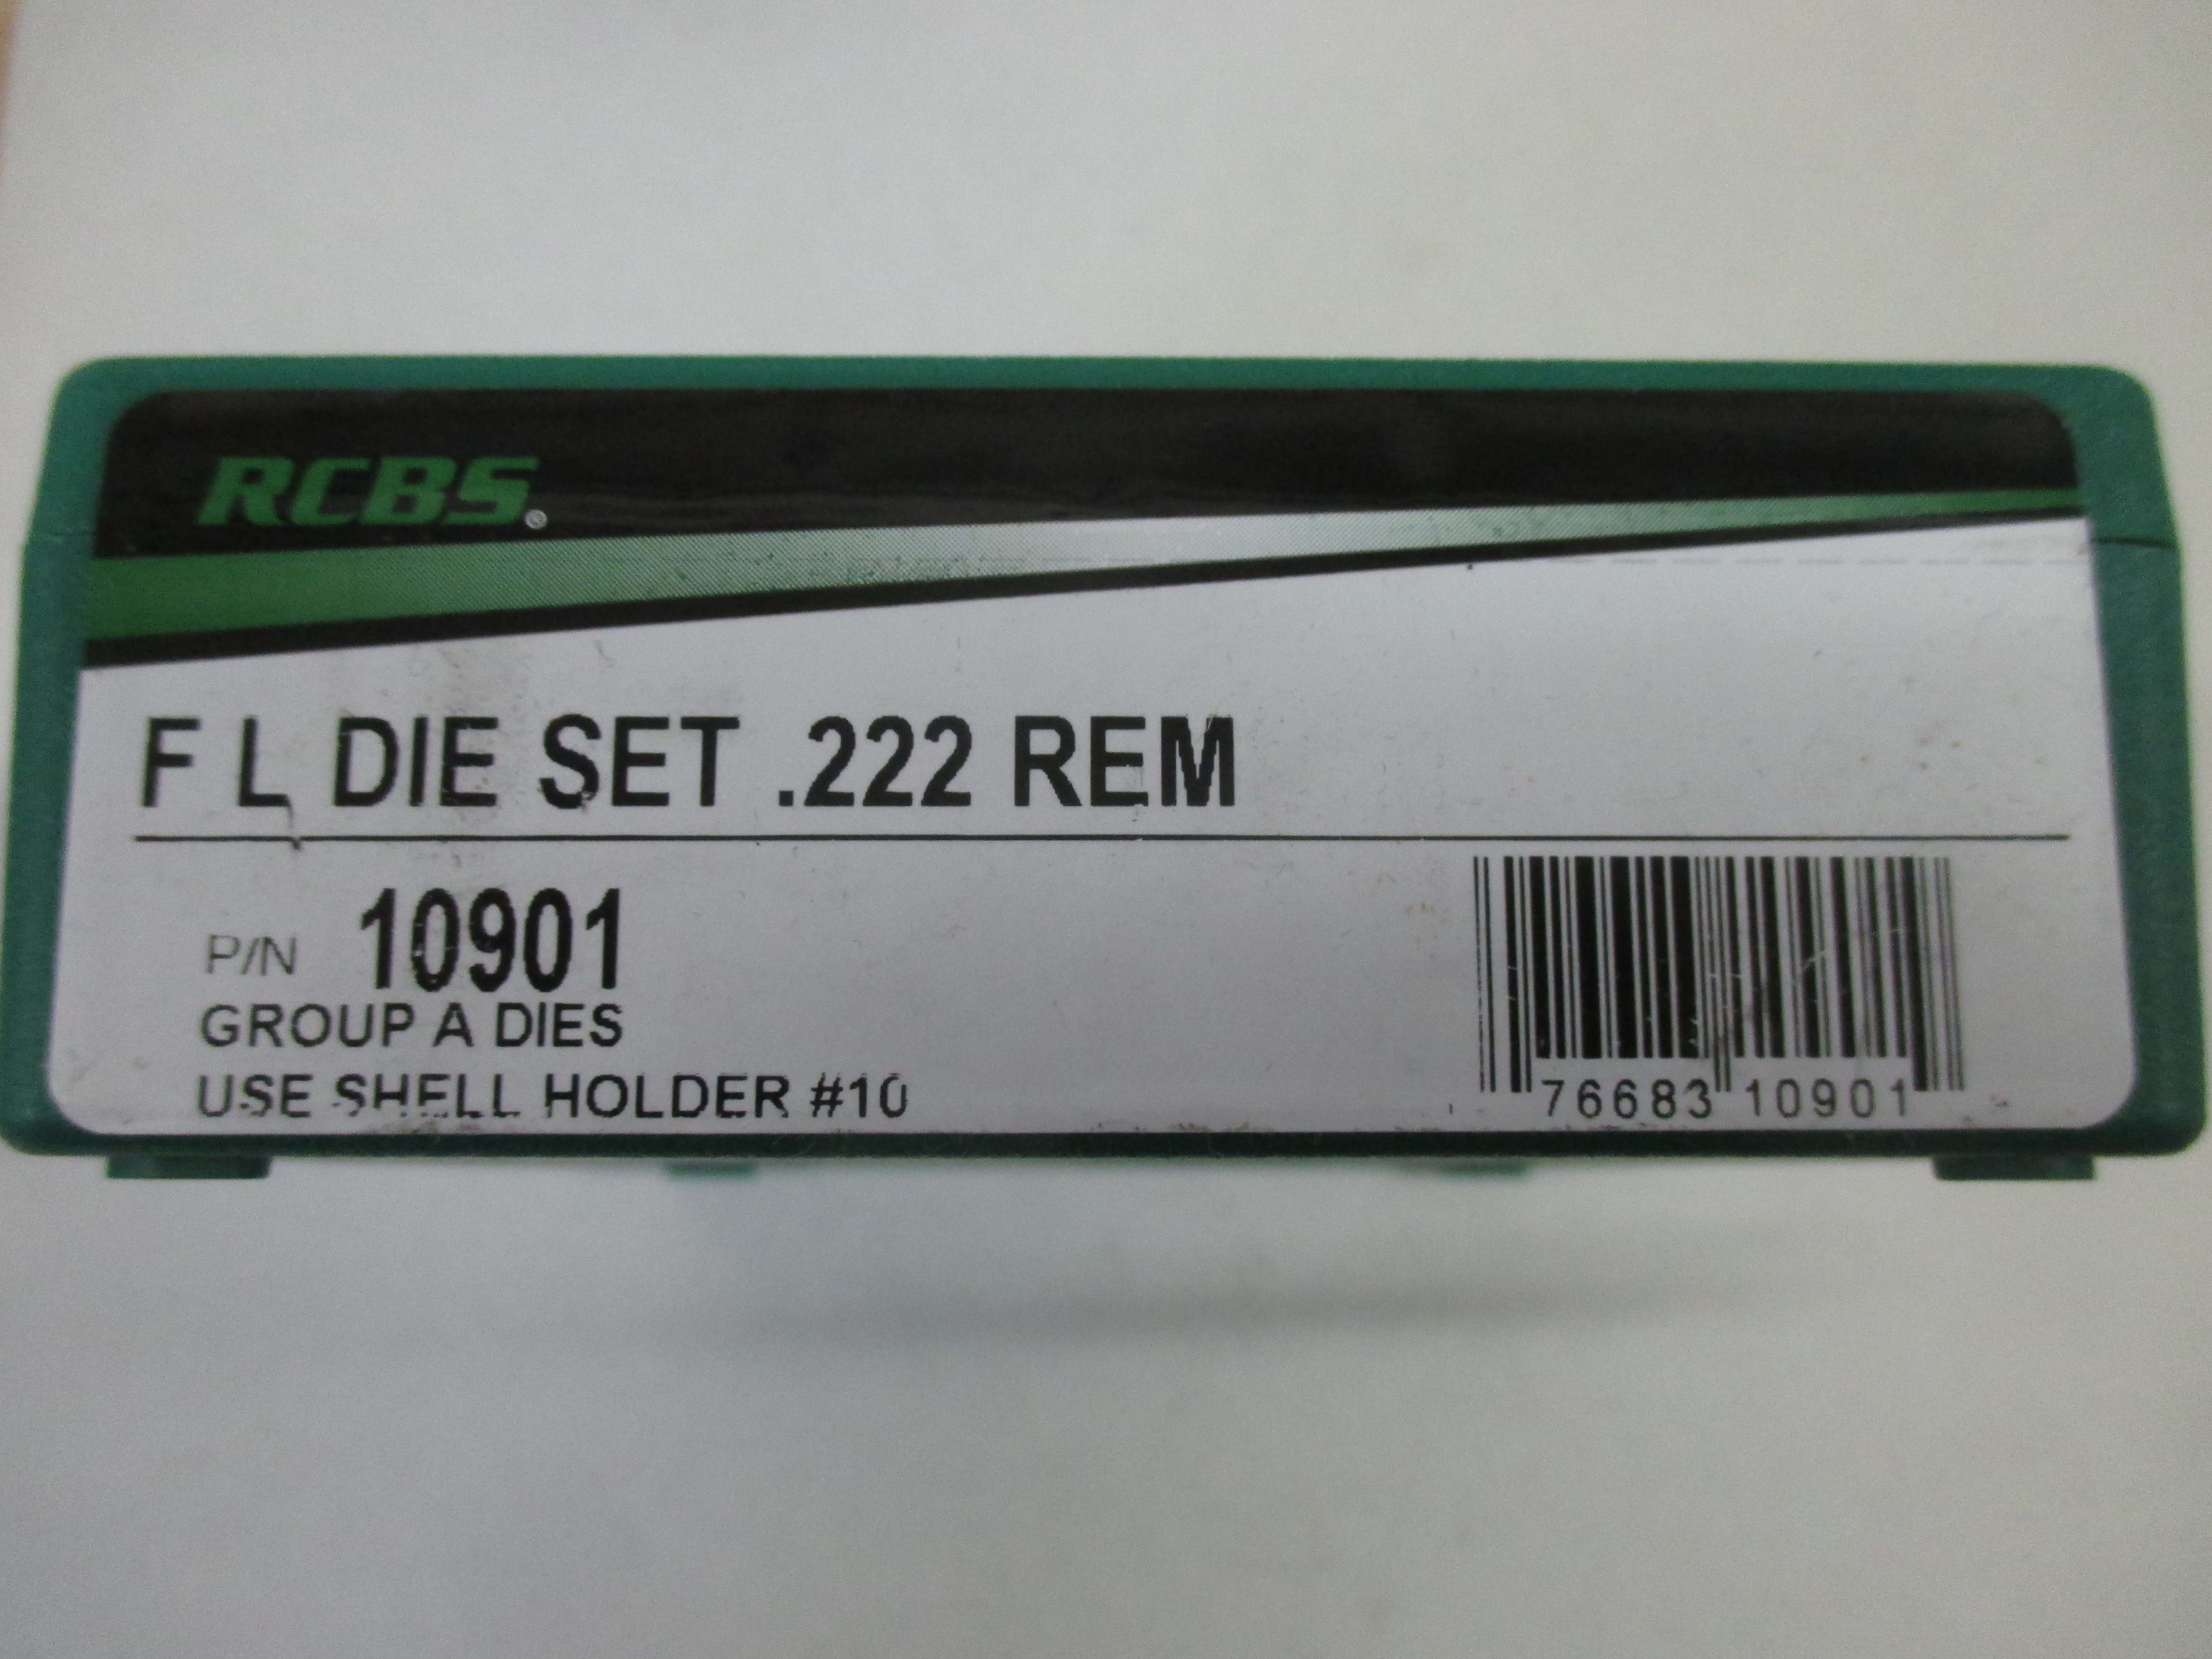 RCBS®
F L DIE SET .222 REM
P/N 10901
GROUP A DIES
USE SHELL HOLDER #10
76683 10901